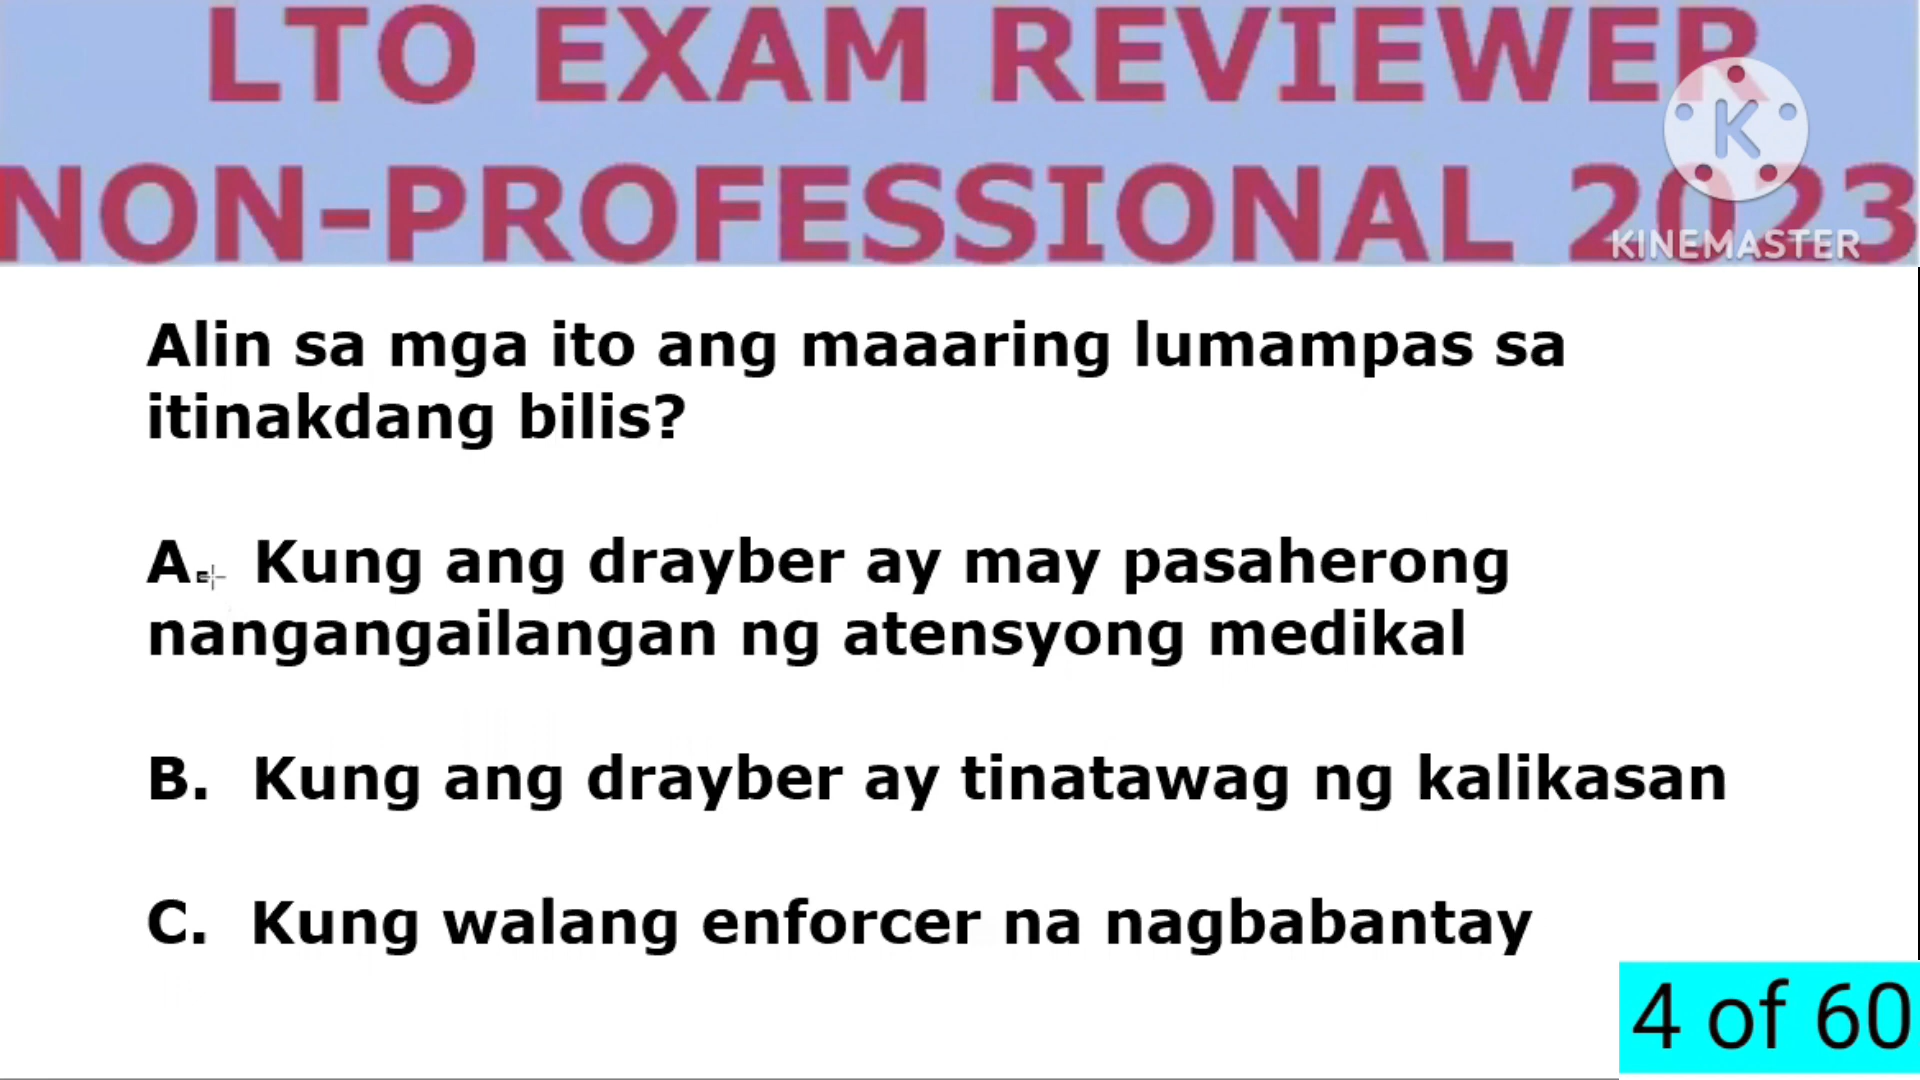 LTO EXAM REVIEWER
NON-PROFESSIONAL 2023
K
KINEMASTER
Alin sa mga ito ang maaaring lumampas sa
itinakdang bilis?
A. Kung ang drayber ay may pasaherong
nangangailangan ng atensyong medikal
B. Kung ang drayber ay tinatawag ng kalikasan
C. Kung walang enforcer na nagbabantay
4 of 60